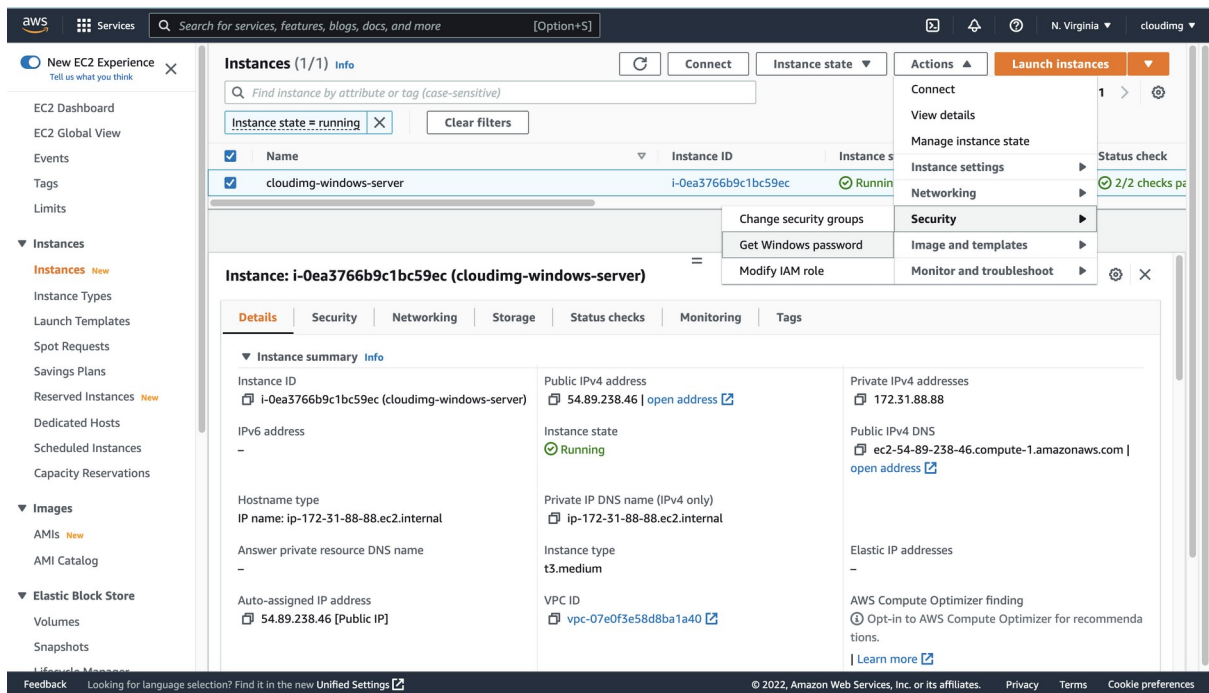 aws Services Search for services, features, blogs, docs, and more [Option+S] N. Virginia ▼ cloudimg ▼
New EC2 Experience
Tell us what you think
EC2 Dashboard
EC2 Global View
Events
Tags
Limits
Instances
Instances New
Instance Types
Launch Templates
Spot Requests
Savings Plans
Reserved Instances New
Dedicated Hosts
Scheduled Instances
Capacity Reservations
Images
AMIs New
AMI Catalog
Elastic Block Store
Volumes
Snapshots
Lifecycle Manager
Instances (1/1) Info
Connect Instance state ▼ Actions ▲ Launch instances ▼
Find instance by attribute or tag (case-sensitive)
1
Instance state = running Clear filters
Name Instance ID Instance s Status check
cloudimg-windows-server i-0ea3766b9c1bc59ec Runnin 2/2 checks pa
Connect
View details
Manage instance state
Instance settings
Networking
Security
Image and templates
Monitor and troubleshoot
Change security groups
Get Windows password
Modify IAM role
Instance: i-0ea3766b9c1bc59ec (cloudimg-windows-server)
Details Security Networking Storage Status checks Monitoring Tags
Instance summary Info
Instance ID
i-0ea3766b9c1bc59ec (cloudimg-windows-server)
Public IPv4 address
54.89.238.46 | open address
Private IPv4 addresses
172.31.88.88
IPv6 address
–
Instance state
Running
Public IPv4 DNS
ec2-54-89-238-46.compute-1.amazonaws.com |
open address
Hostname type
IP name: ip-172-31-88-88.ec2.internal
Private IP DNS name (IPv4 only)
ip-172-31-88-88.ec2.internal
Answer private resource DNS name
–
Instance type
t3.medium
Elastic IP addresses
–
Auto-assigned IP address
54.89.238.46 [Public IP]
VPC ID
vpc-07e0f3e58d8ba1a40
AWS Compute Optimizer finding
Opt-in to AWS Compute Optimizer for recommenda
tions.
| Learn more
Feedback Looking for language selection? Find it in the new Unified Settings © 2022, Amazon Web Services, Inc. or its affiliates. Privacy Terms Cookie preferences